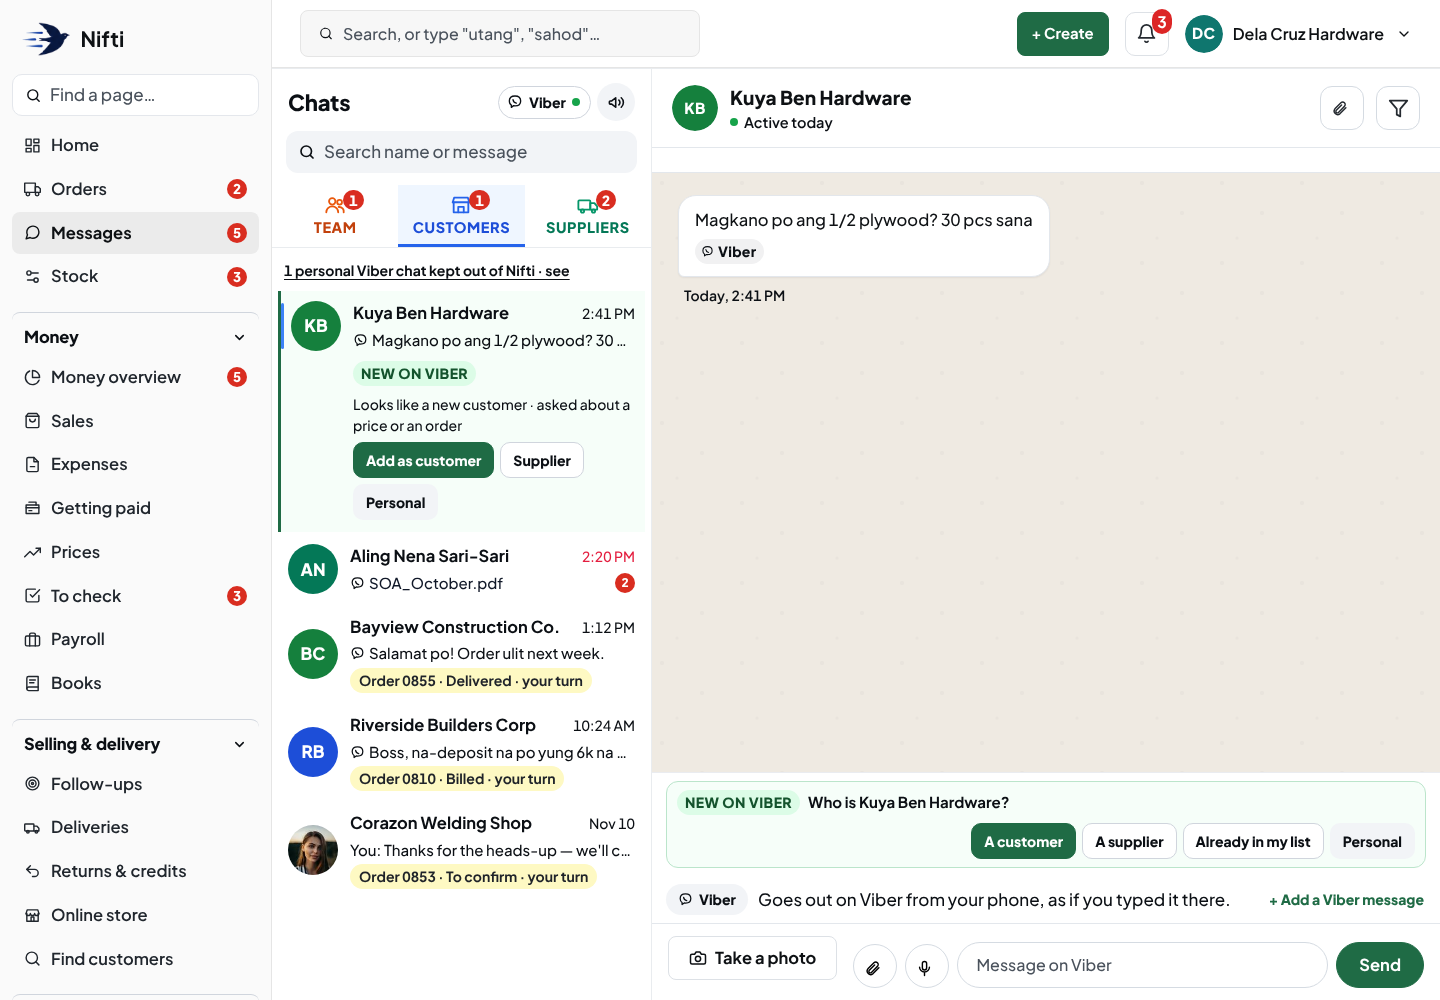 Nifti
Find a page...
Home
Orders 2
Messages 5
Stock 3
Money
Money overview 5
Sales
Expenses
Getting paid
Prices
To check 3
Payroll
Books
Selling & delivery
Follow-ups
Deliveries
Returns & credits
Online store
Find customers
Search, or type "utang", "sahod"...
+ Create
3
DC Dela Cruz Hardware
Chats
Viber
Search name or message
1
TEAM
1
CUSTOMERS
2
SUPPLIERS
1 personal Viber chat kept out of Nifti · see
KB
Kuya Ben Hardware 2:41 PM
Magkano po ang 1/2 plywood? 30 ...
NEW ON VIBER
Looks like a new customer · asked about a
price or an order
Add as customer Supplier
Personal
AN
Aling Nena Sari-Sari 2:20 PM
SOA_October.pdf 2
BC
Bayview Construction Co. 1:12 PM
Salamat po! Order ulit next week.
Order 0855 · Delivered · your turn
RB
Riverside Builders Corp 10:24 AM
Boss, na-deposit na po yung 6k na ...
Order 0810 · Billed · your turn
Corazon Welding Shop Nov 10
You: Thanks for the heads-up — we'll c...
Order 0853 · To confirm · your turn
KB
Kuya Ben Hardware
Active today
Magkano po ang 1/2 plywood? 30 pcs sana
Viber
Today, 2:41 PM
NEW ON VIBER Who is Kuya Ben Hardware?
A customer A supplier Already in my list Personal
Viber Goes out on Viber from your phone, as if you typed it there. + Add a Viber message
Take a photo Message on Viber Send